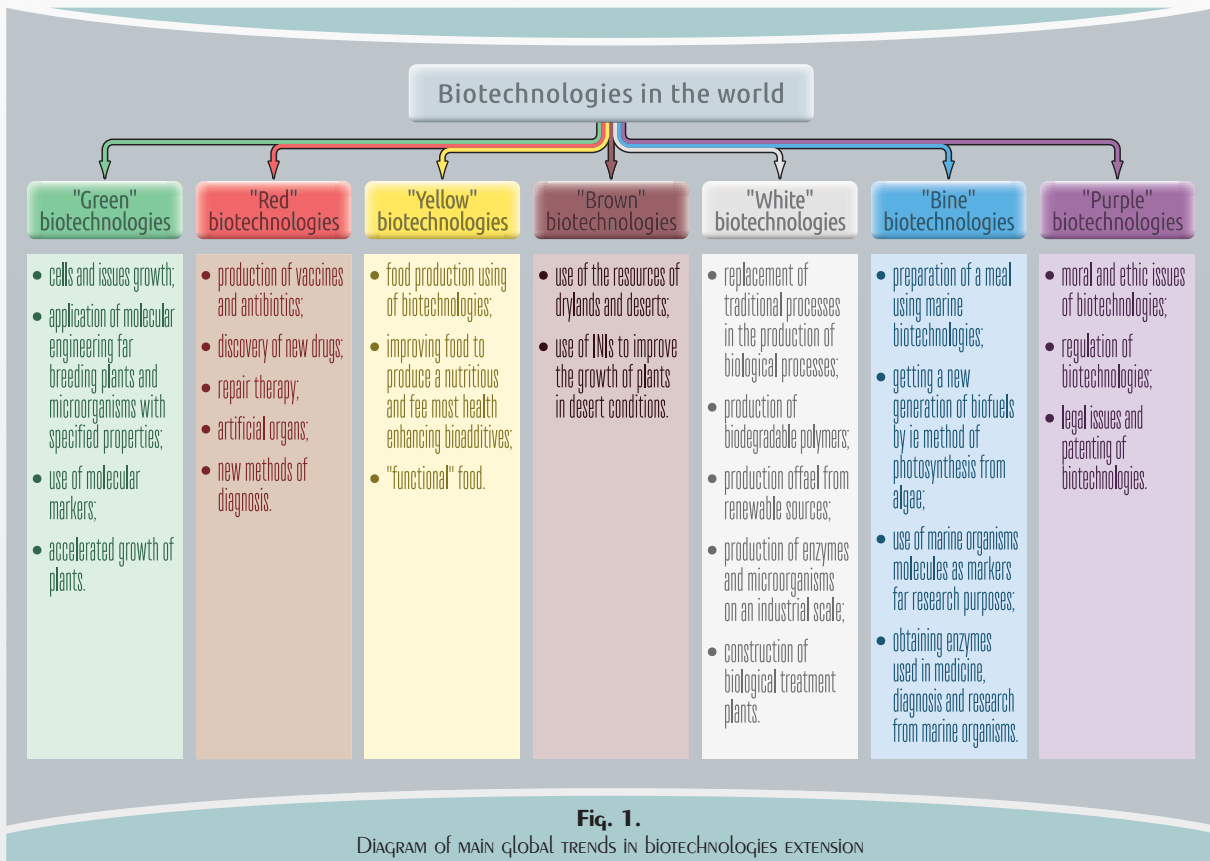 Biotechnologies in the world
"Green"
biotechnologies
• cells and issues growth;
• application of molecular
engineering far
breeding plants and
microorganisms with
specified properties;
• use of molecular
markers;
• accelerated growth of
plants.
"Red"
biotechnologies
• production of vaccines
and antibiotics;
• discovery of new drugs;
• repair therapy;
• artificial organs;
• new methods of
diagnosis.
"Yellow"
biotechnologies
• food production using
of biotechnologies;
• improving food to
produce a nutritious
and fee most health
enhancing bioadditives;
• "functional" food.
"Brown"
biotechnologies
• use of the resources of
drylands and deserts;
• use of INIs to improve
the growth of plants
in desert conditions.
"White"
biotechnologies
• replacement of
traditional processes
in the production of
biological processes;
• production of
biodegradable polymers;
• production offael from
renewable sources;
• production of enzymes
and microorganisms
on an industrial scale;
• construction of
biological treatment
plants.
"Bine"
biotechnologies
• preparation of a meal
using marine
biotechnologies;
• getting a new
generation of biofuels
by ie method of
photosynthesis from
algae;
• use of marine organisms
molecules as markers
far research purposes;
• obtaining enzymes
used in medicine,
diagnosis and research
from marine organisms.
"Purple"
biotechnologies
• moral and ethic issues
of biotechnologies;
• regulation of
biotechnologies;
• legal issues and
patenting of
biotechnologies.
Fig. 1.
Diagram of main global trends in biotechnologies extension